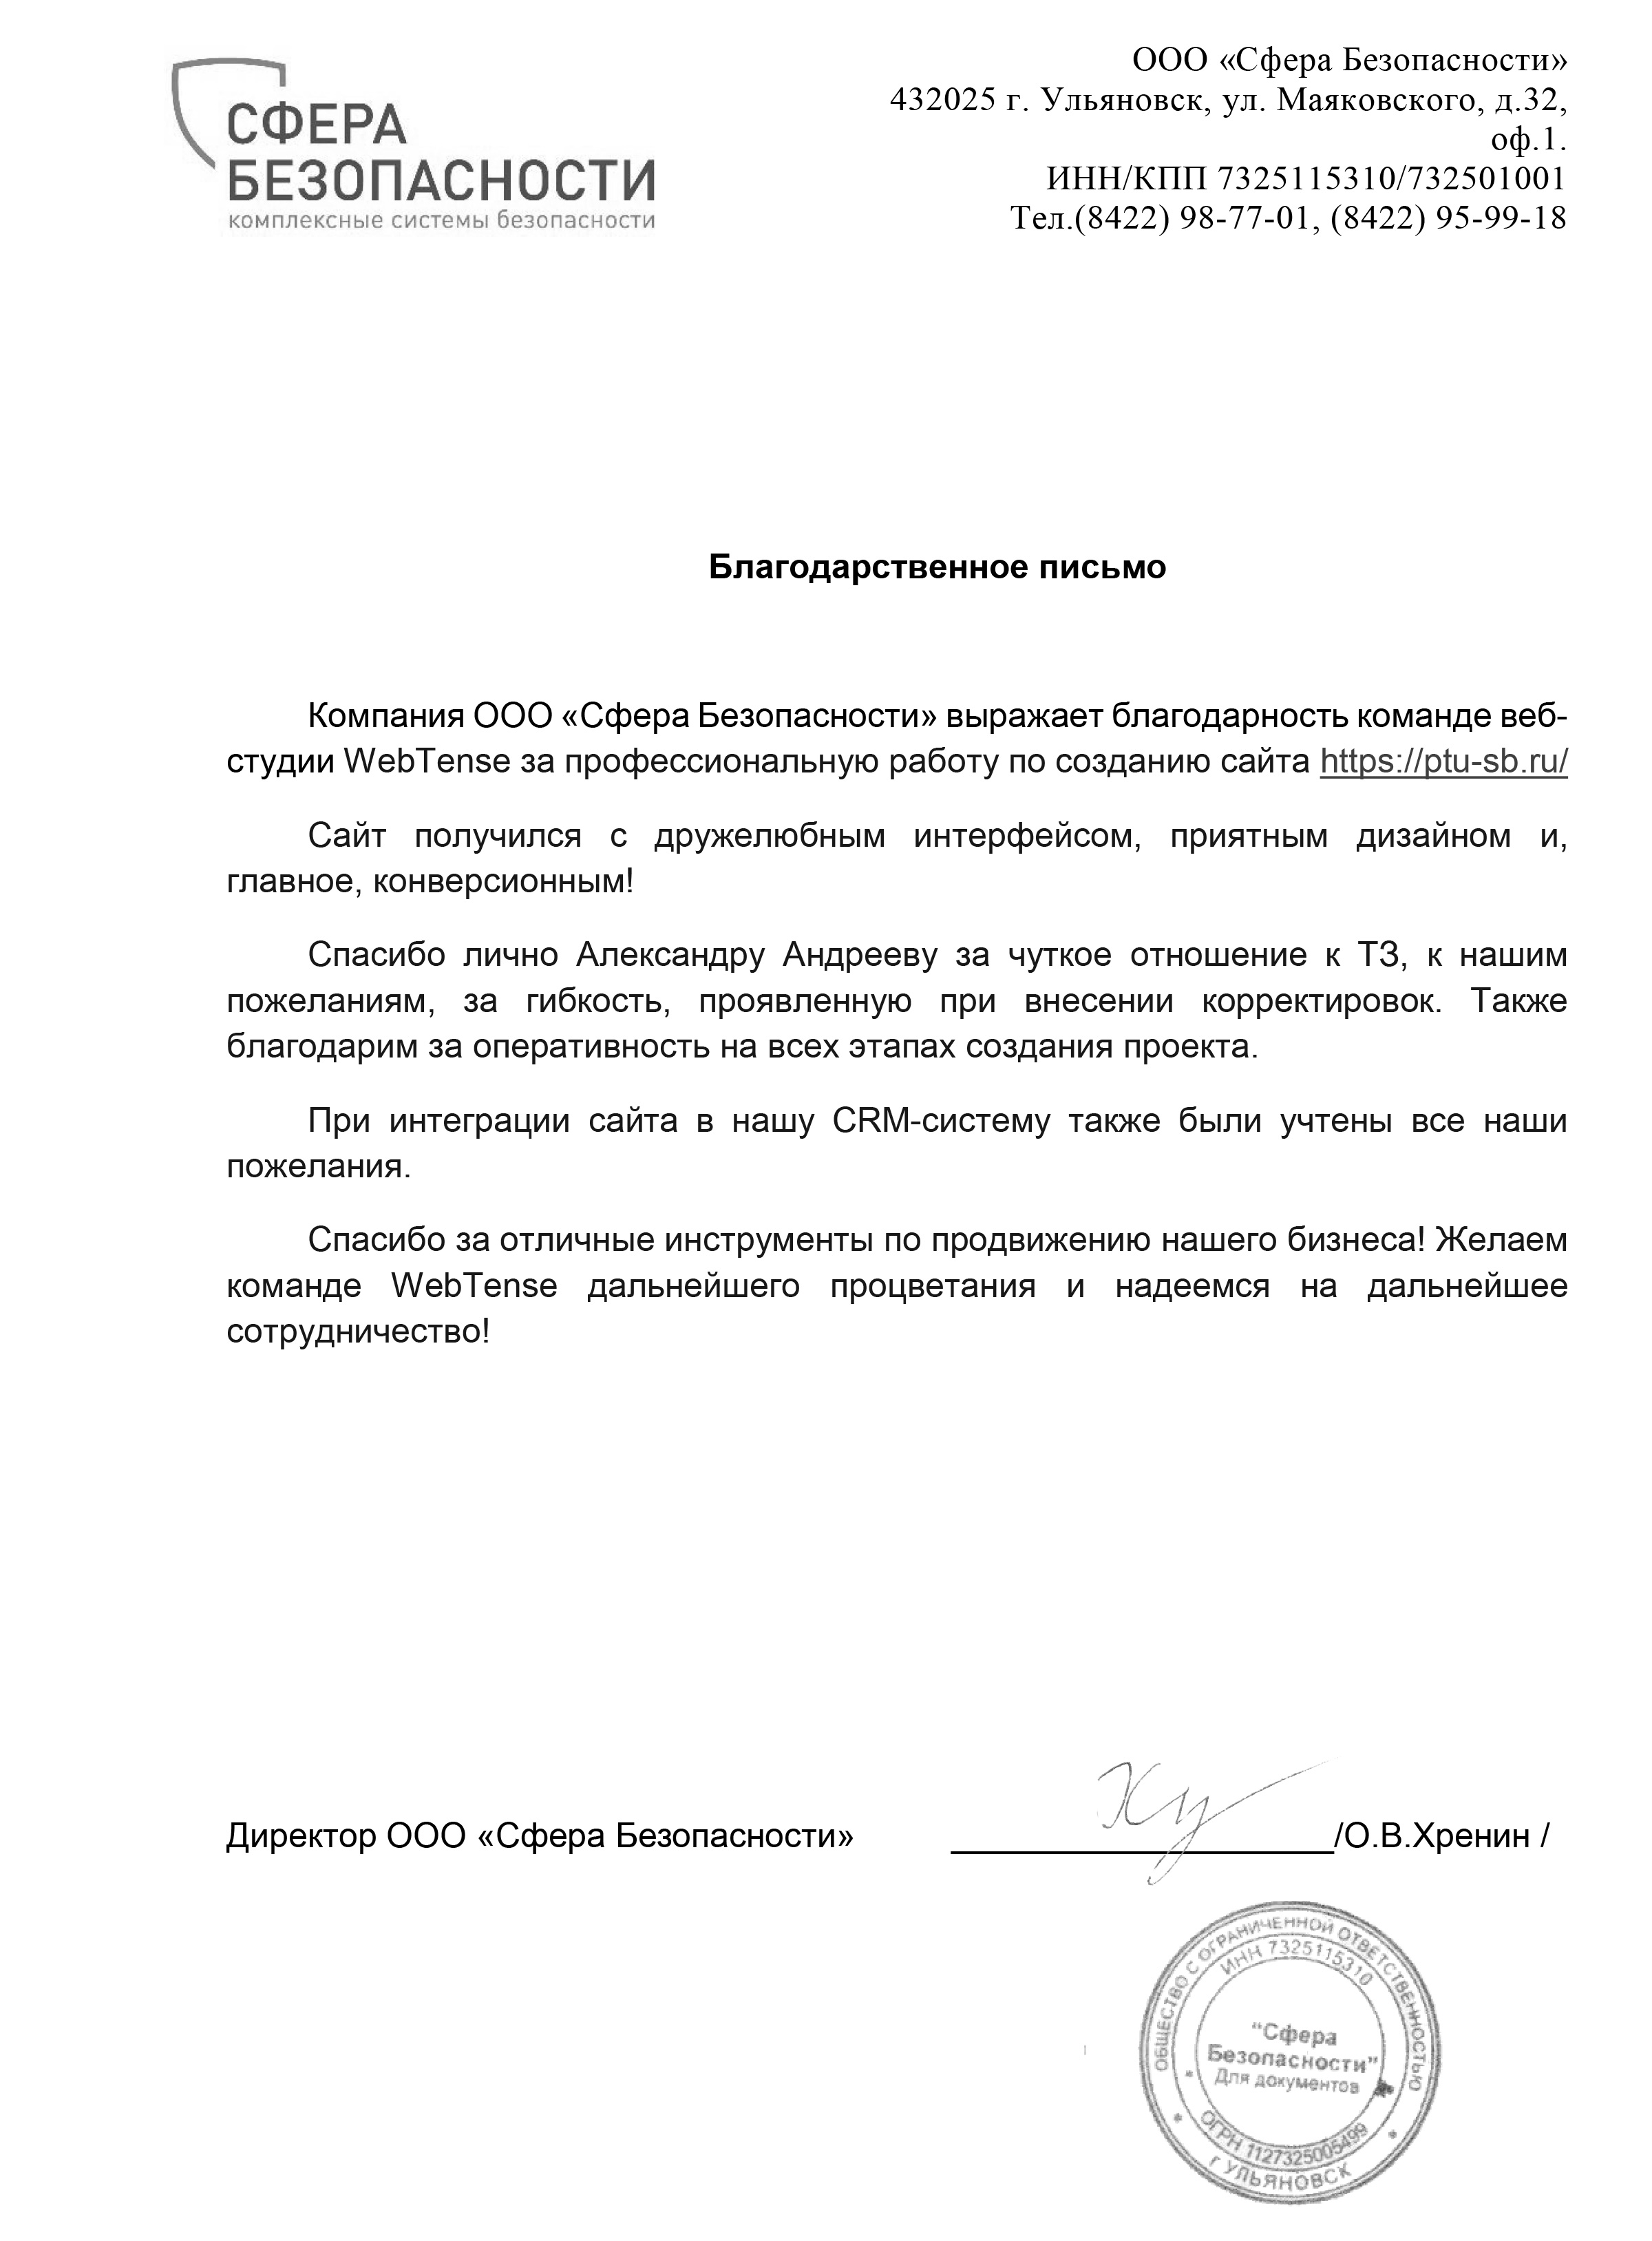 СФЕРА
БЕЗОПАСНОСТИ
комплексные системы безопасности
ООО «Сфера Безопасности»
432025 г. Ульяновск, ул. Маяковского, д.32,
оф.1.
ИНН/КПП 7325115310/732501001
Тел.(8422) 98-77-01, (8422) 95-99-18
Благодарственное письмо
Компания ООО «Сфера Безопасности» выражает благодарность команде веб-
студии WebTense за профессиональную работу по созданию сайта https://ptu-sb.ru/
Сайт получился с дружелюбным интерфейсом, приятным дизайном и,
главное, конверсионным!
Спасибо лично Александру Андрееву за чуткое отношение к ТЗ, к нашим
пожеланиям, за гибкость, проявленную при внесении корректировок. Также
благодарим за оперативность на всех этапах создания проекта.
При интеграции сайта в нашу CRM-систему также были учтены все наши
пожелания.
Спасибо за отличные инструменты по продвижению нашего бизнеса! Желаем
команде WebTense дальнейшего процветания и надеемся на дальнейшее
сотрудничество!
Директор ООО «Сфера Безопасности» /О.В.Хренин /
ОБЩЕСТВО С ОГРАНИЧЕННОЙ ОТВЕТСТВЕННОСТЬЮ
ИНН 7325115310
"Сфера
Безопасности"
Для документов
ОГРН 1127325005499
г УЛЬЯНОВСК